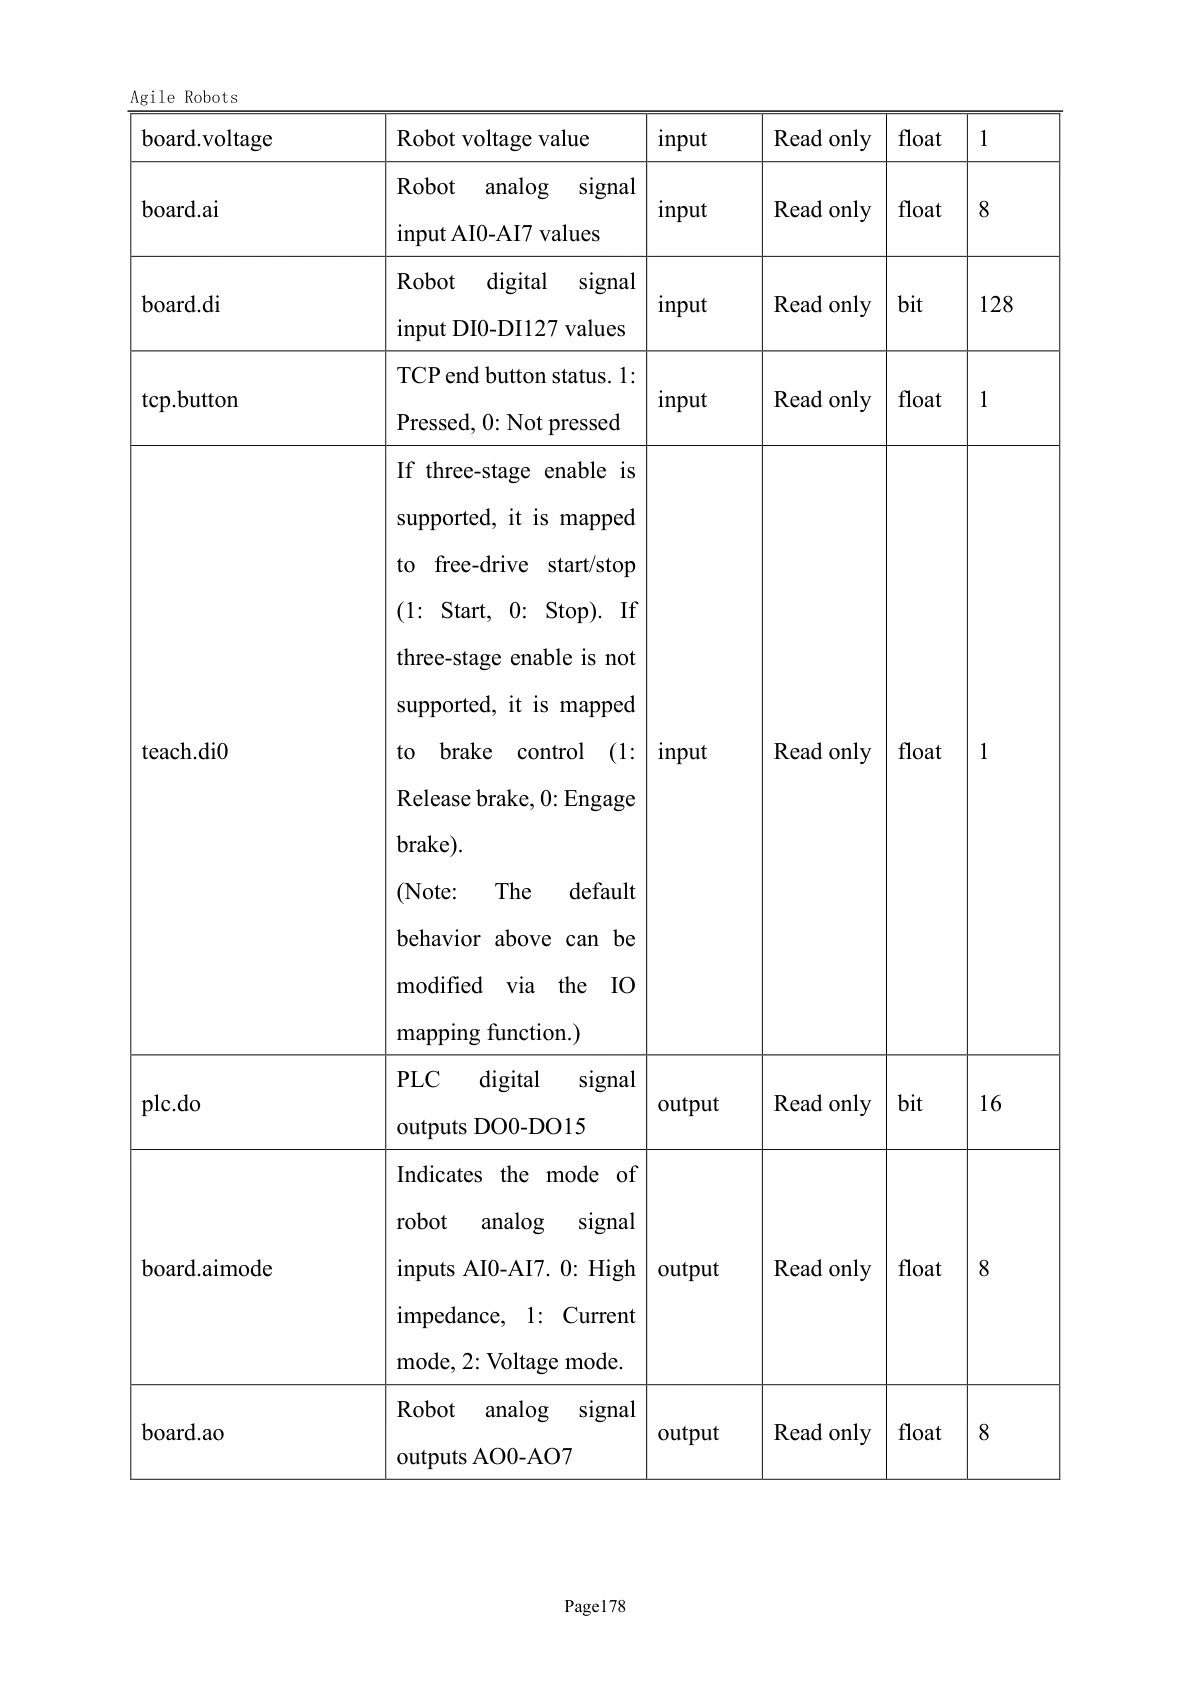 Agile Robots
board.voltage Robot voltage value input Read only float 1
board.ai Robot analog signal input AI0-AI7 values input Read only float 8
board.di Robot digital signal input DI0-DI127 values input Read only bit 128
tcp.button TCP end button status. 1: Pressed, 0: Not pressed input Read only float 1
teach.di0 If three-stage enable is
supported, it is mapped
to free-drive start/stop
(1: Start, 0: Stop). If
three-stage enable is not
supported, it is mapped
to brake control (1:
Release brake, 0: Engage
brake).
(Note: The default
behavior above can be
modified via the IO
mapping function.)
input Read only float 1
plc.do PLC digital signal outputs DO0-DO15 output Read only bit 16
board.aimode Indicates the mode of
robot analog signal
inputs AI0-AI7. 0: High
impedance, 1: Current
mode, 2: Voltage mode.
output Read only float 8
board.ao Robot analog signal outputs AO0-AO7 output Read only float 8
Page178